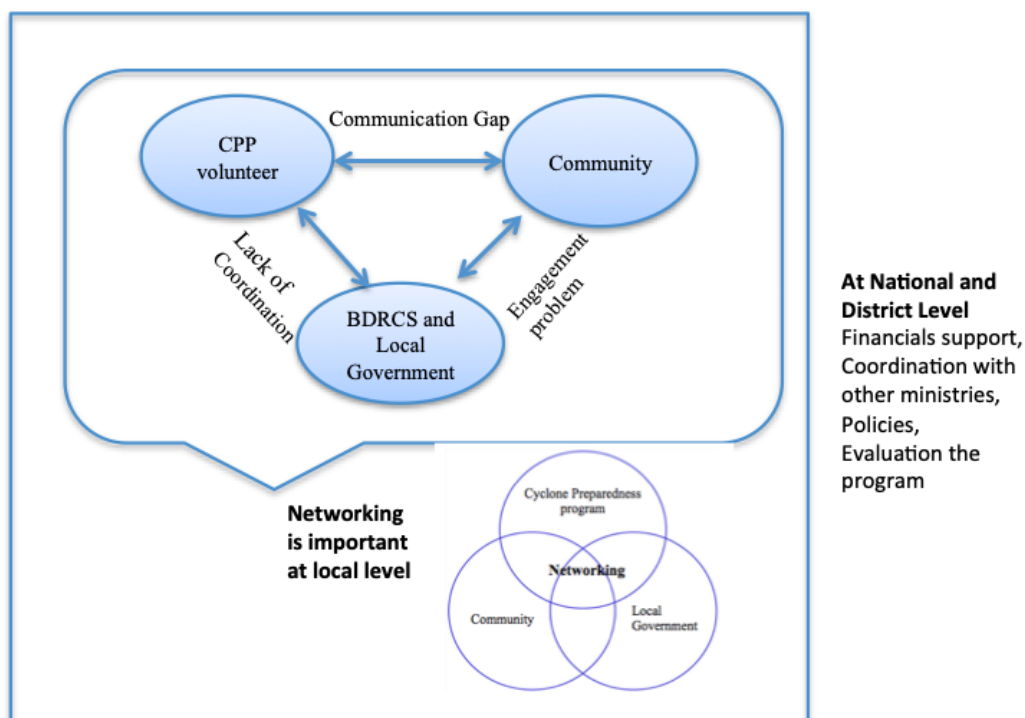 Communication Gap
CPP
volunteer
Community
Lack of
Coordination
Engagement
problem
BDRCS and
Local
Government
At National and
District Level
Financials support,
Coordination with
other ministries,
Policies,
Evaluation the
program
Networking
is important
at local level
Cyclone Preparedness
program
Networking
Community
Local
Government